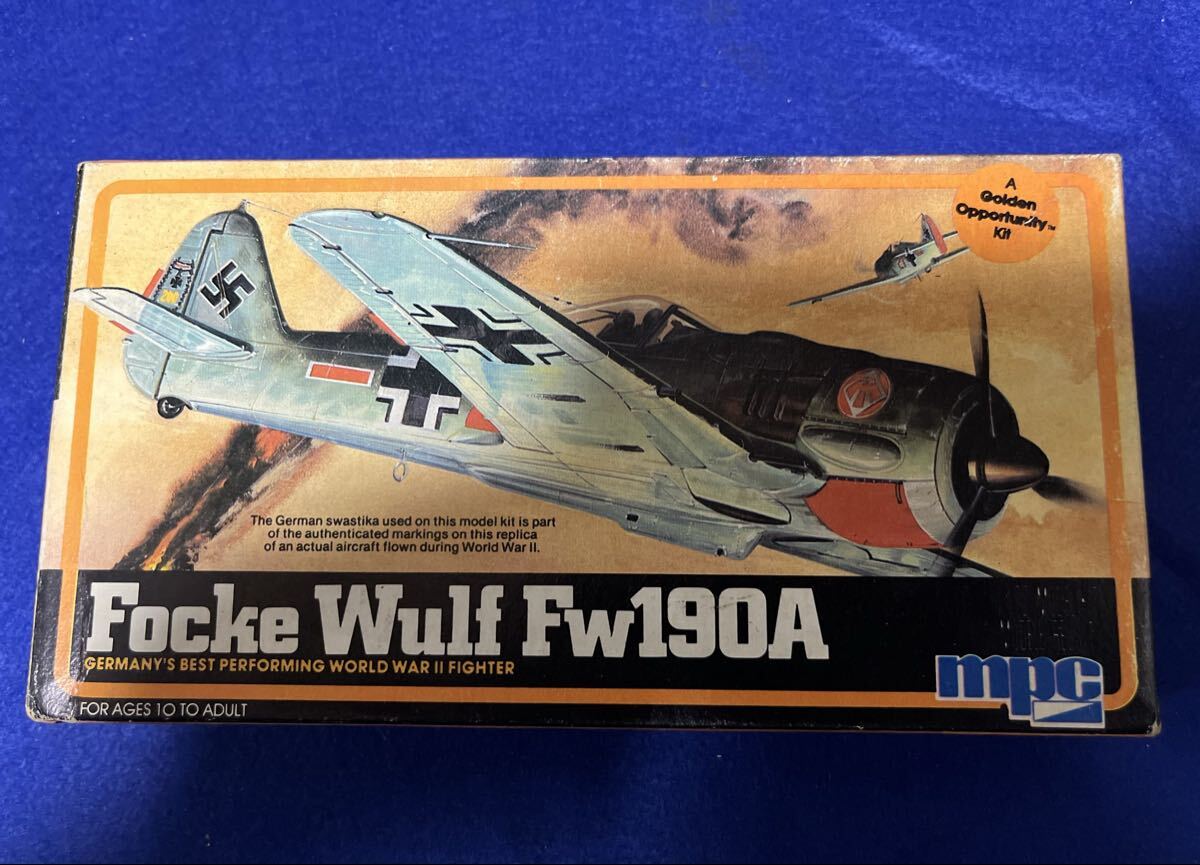 A
Golden
Opportunity™
Kit
200
The German swastika used on this model kit is part
of the authenticated markings on this replica
of an actual aircraft flown during World War II.
Focke Wulf Fw190A
GERMANY'S BEST PERFORMING WORLD WAR II FIGHTER
mpc
FOR AGES 10 TO ADULT